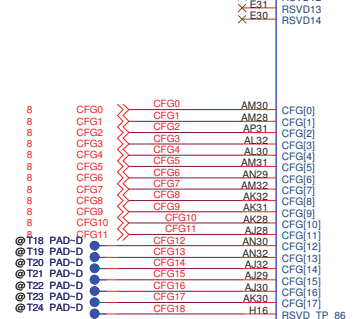 E31 RSVD13
E30 RSVD14
8 CFG0 CFG0 AM30 CFG[0]
8 CFG1 CFG1 AM28 CFG[1]
8 CFG2 CFG2 AP31 CFG[2]
8 CFG3 CFG3 AL32 CFG[3]
8 CFG4 CFG4 AL30 CFG[4]
8 CFG5 CFG5 AM31 CFG[5]
8 CFG6 CFG6 AN29 CFG[6]
8 CFG7 CFG7 AM32 CFG[7]
8 CFG8 CFG8 AK32 CFG[8]
8 CFG9 CFG9 AK31 CFG[9]
8 CFG10 CFG10 AK28 CFG[10]
8 CFG11 CFG11 AJ28 CFG[11]
@T18 PAD~D CFG12 AN30 CFG[12]
@T19 PAD~D CFG13 AN32 CFG[13]
@T20 PAD~D CFG14 AJ32 CFG[14]
@T21 PAD~D CFG15 AJ29 CFG[15]
@T22 PAD~D CFG16 AJ30 CFG[16]
@T23 PAD~D CFG17 AK30 CFG[17]
@T24 PAD~D CFG18 H16 RSVD_TP_86